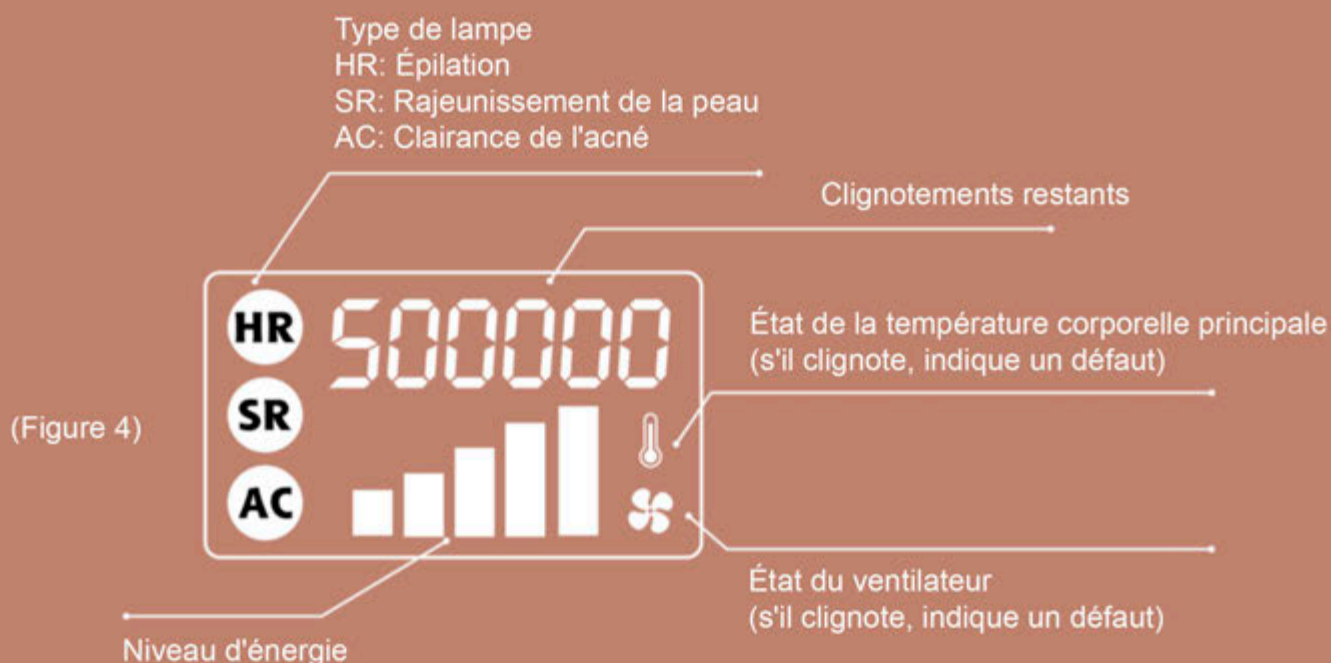 Type de lampe
HR: Épilation
SR: Rajeunissement de la peau
AC: Clairance de l'acné
Clignotements restants
HR
500000
État de la température corporelle principale
(s'il clignote, indique un défaut)
(Figure 4)
SR
AC
État du ventilateur
(s'il clignote, indique un défaut)
Niveau d'énergie